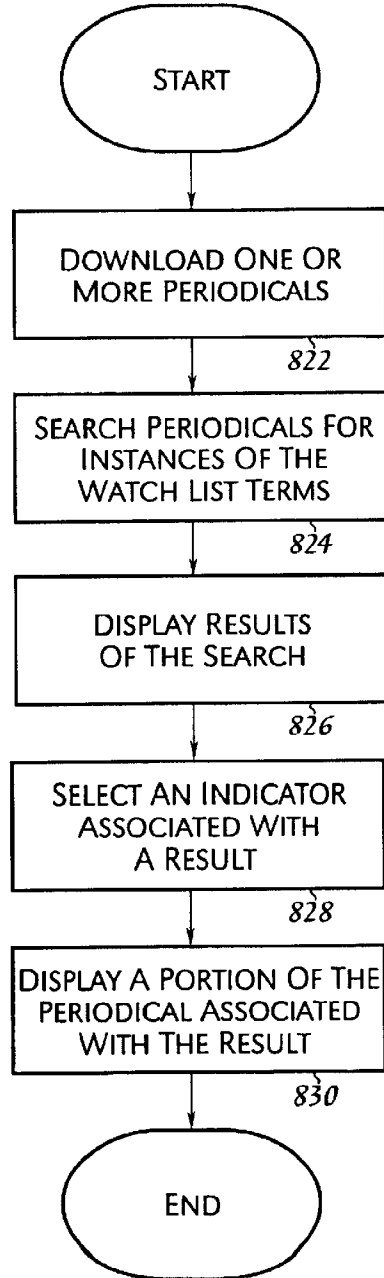 START
DOWNLOAD ONE OR
MORE PERIODICALS
822
SEARCH PERIODICALS FOR
INSTANCES OF THE
WATCH LIST TERMS
824
DISPLAY RESULTS
OF THE SEARCH
826
SELECT AN INDICATOR
ASSOCIATED WITH
A RESULT
828
DISPLAY A PORTION OF THE
PERIODICAL ASSOCIATED
WITH THE RESULT
830
END